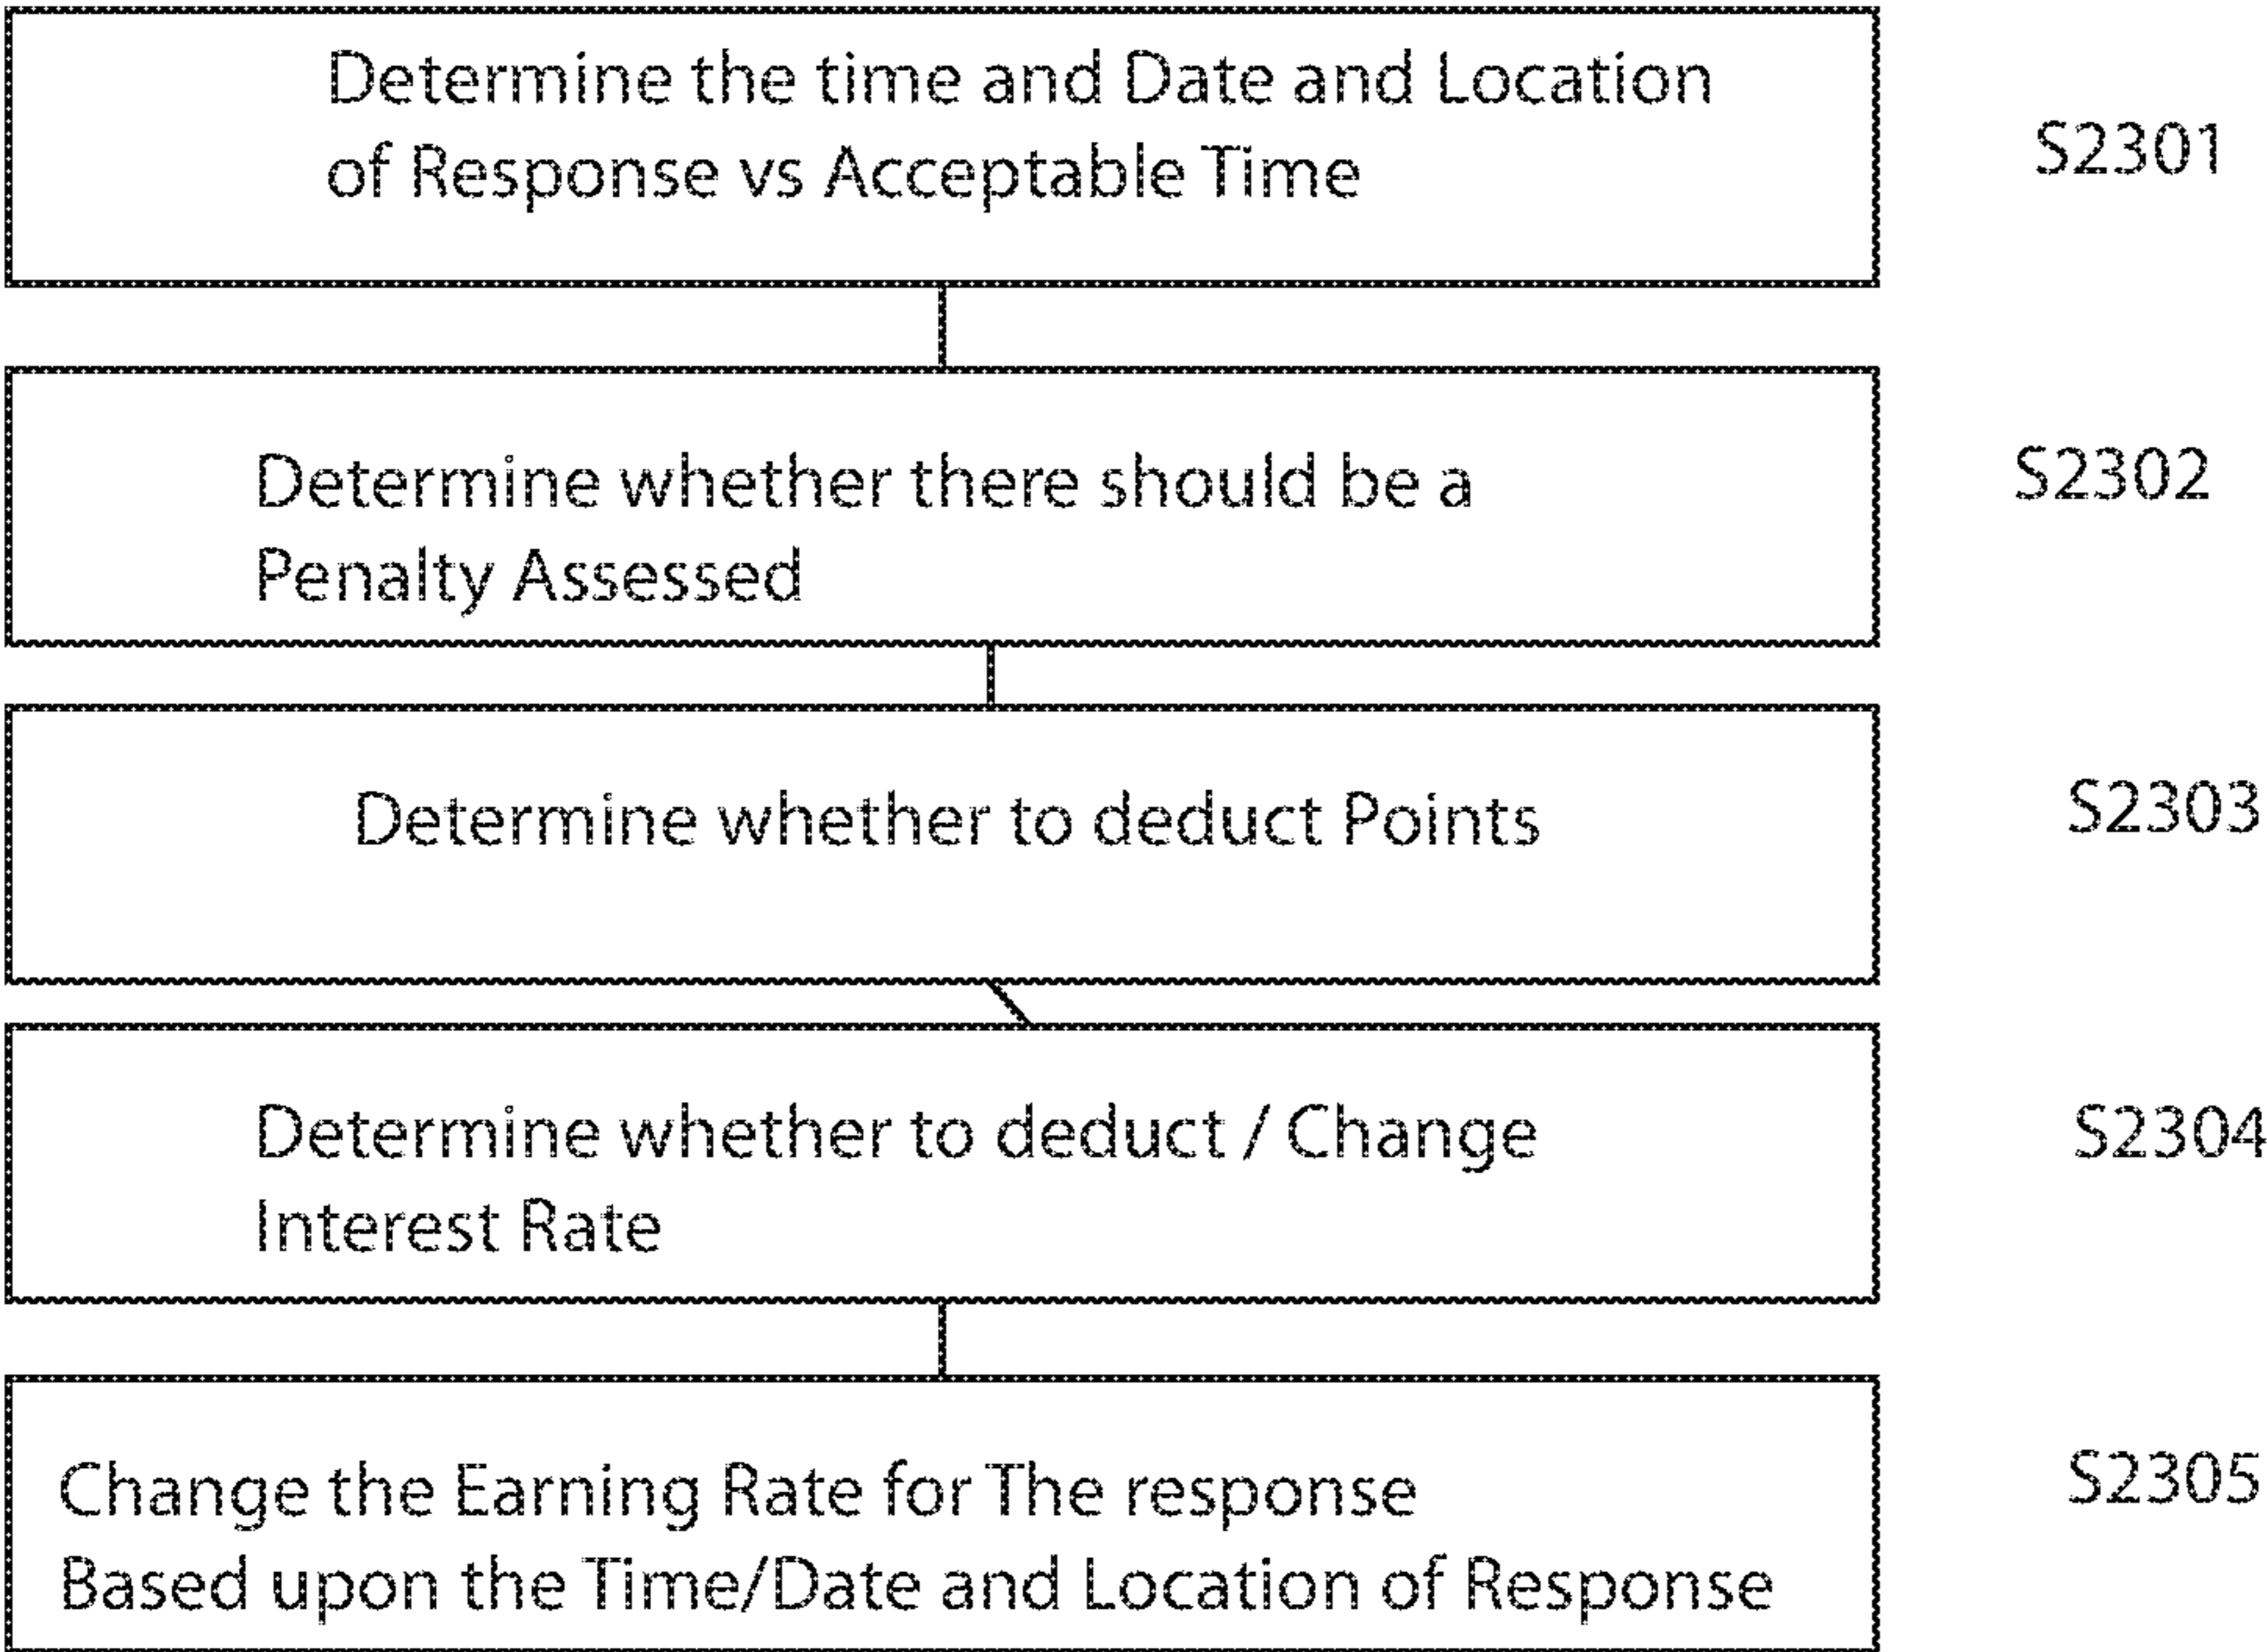 Determine the time and Date and Location
of Response vs Acceptable Time
S2301
Determine whether there should be a
Penalty Assessed
S2302
Determine whether to deduct Points
S2303
Determine whether to deduct / Change
Interest Rate
S2304
Change the Earning Rate for The response
Based upon the Time/Date and Location of Response
S2305